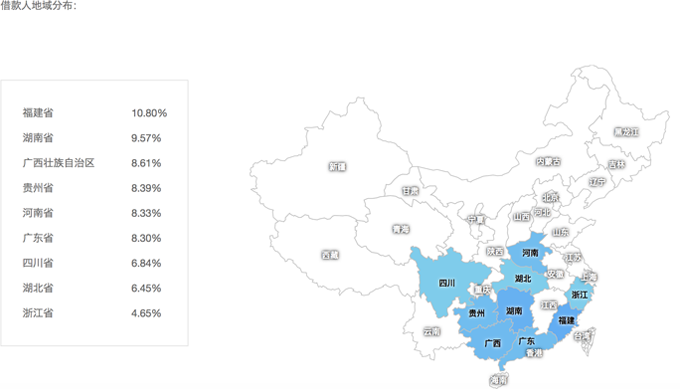 借款人地域分布：
福建省 10.80%
湖南省 9.57%
广西壮族自治区 8.61%
贵州省 8.39%
河南省 8.33%
广东省 8.30%
四川省 6.84%
湖北省 6.45%
浙江省 4.65%
黑龙江
内蒙古
吉林
新疆
辽宁
甘肃
北京
河北
山西
宁夏
青海
山东
陕西
西藏
河南
江苏
上海
安徽
湖北
四川
重庆
浙江
江西
湖南
贵州
福建
云南
台湾
广东
广西
香港
海南